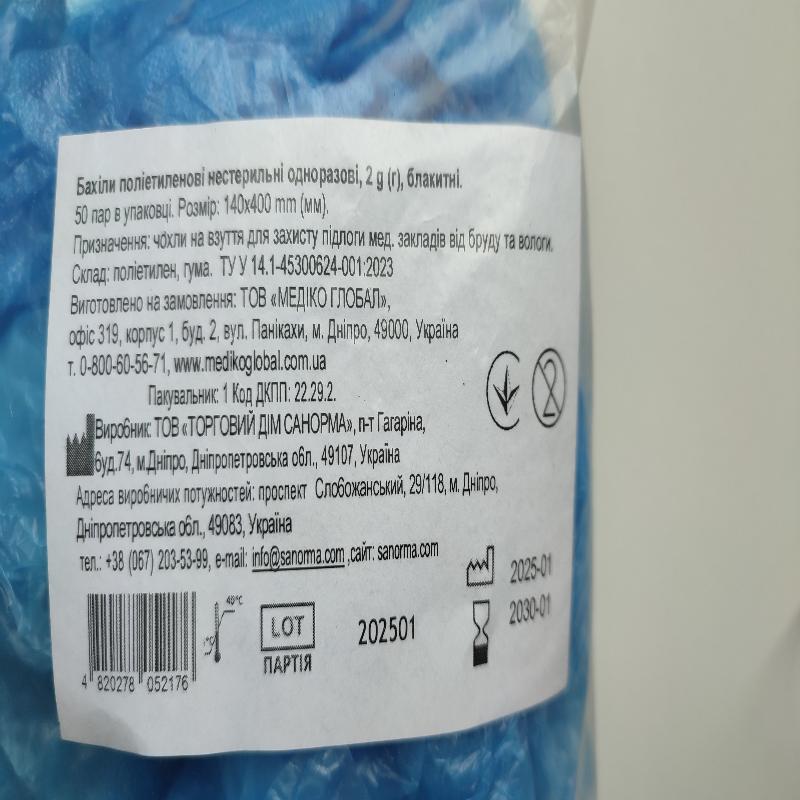 Бахіли поліетиленові нестерильні одноразові, 2 g (г), блакитні.
50 пар в упаковці. Розмір: 140х400 mm (мм).
Призначення: чохли на взуття для захисту підлоги мед. закладів від бруду та вологи.
Склад: поліетилен, гума. ТУ У 14.1-45300624-001:2023
Виготовлено на замовлення: ТОВ «МЕДІКО ГЛОБАЛ»,
офіс 319, корпус 1, буд. 2, вул. Панікахи, м. Дніпро, 49000, Україна
т. 0-800-60-56-71, www.medikoglobal.com.ua
Пакувальник: 1 Код ДКПП: 22.29.2.
Виробник: ТОВ «ТОРГОВИЙ ДІМ САНОРМА», п-т Гагаріна,
буд.74, м.Дніпро, Дніпропетровська обл., 49107, Україна
Адреса виробничих потужностей: проспект Слобожанський, 29/118, м. Дніпро,
Дніпропетровська обл., 49083, Україна
тел.: +38 (067) 203-53-99, e-mail: info@sanorma.com ,сайт: sanorma.com
2025-01
2030-01
40°C
LOT
ПАРТІЯ
202501
4 820278 052176
2